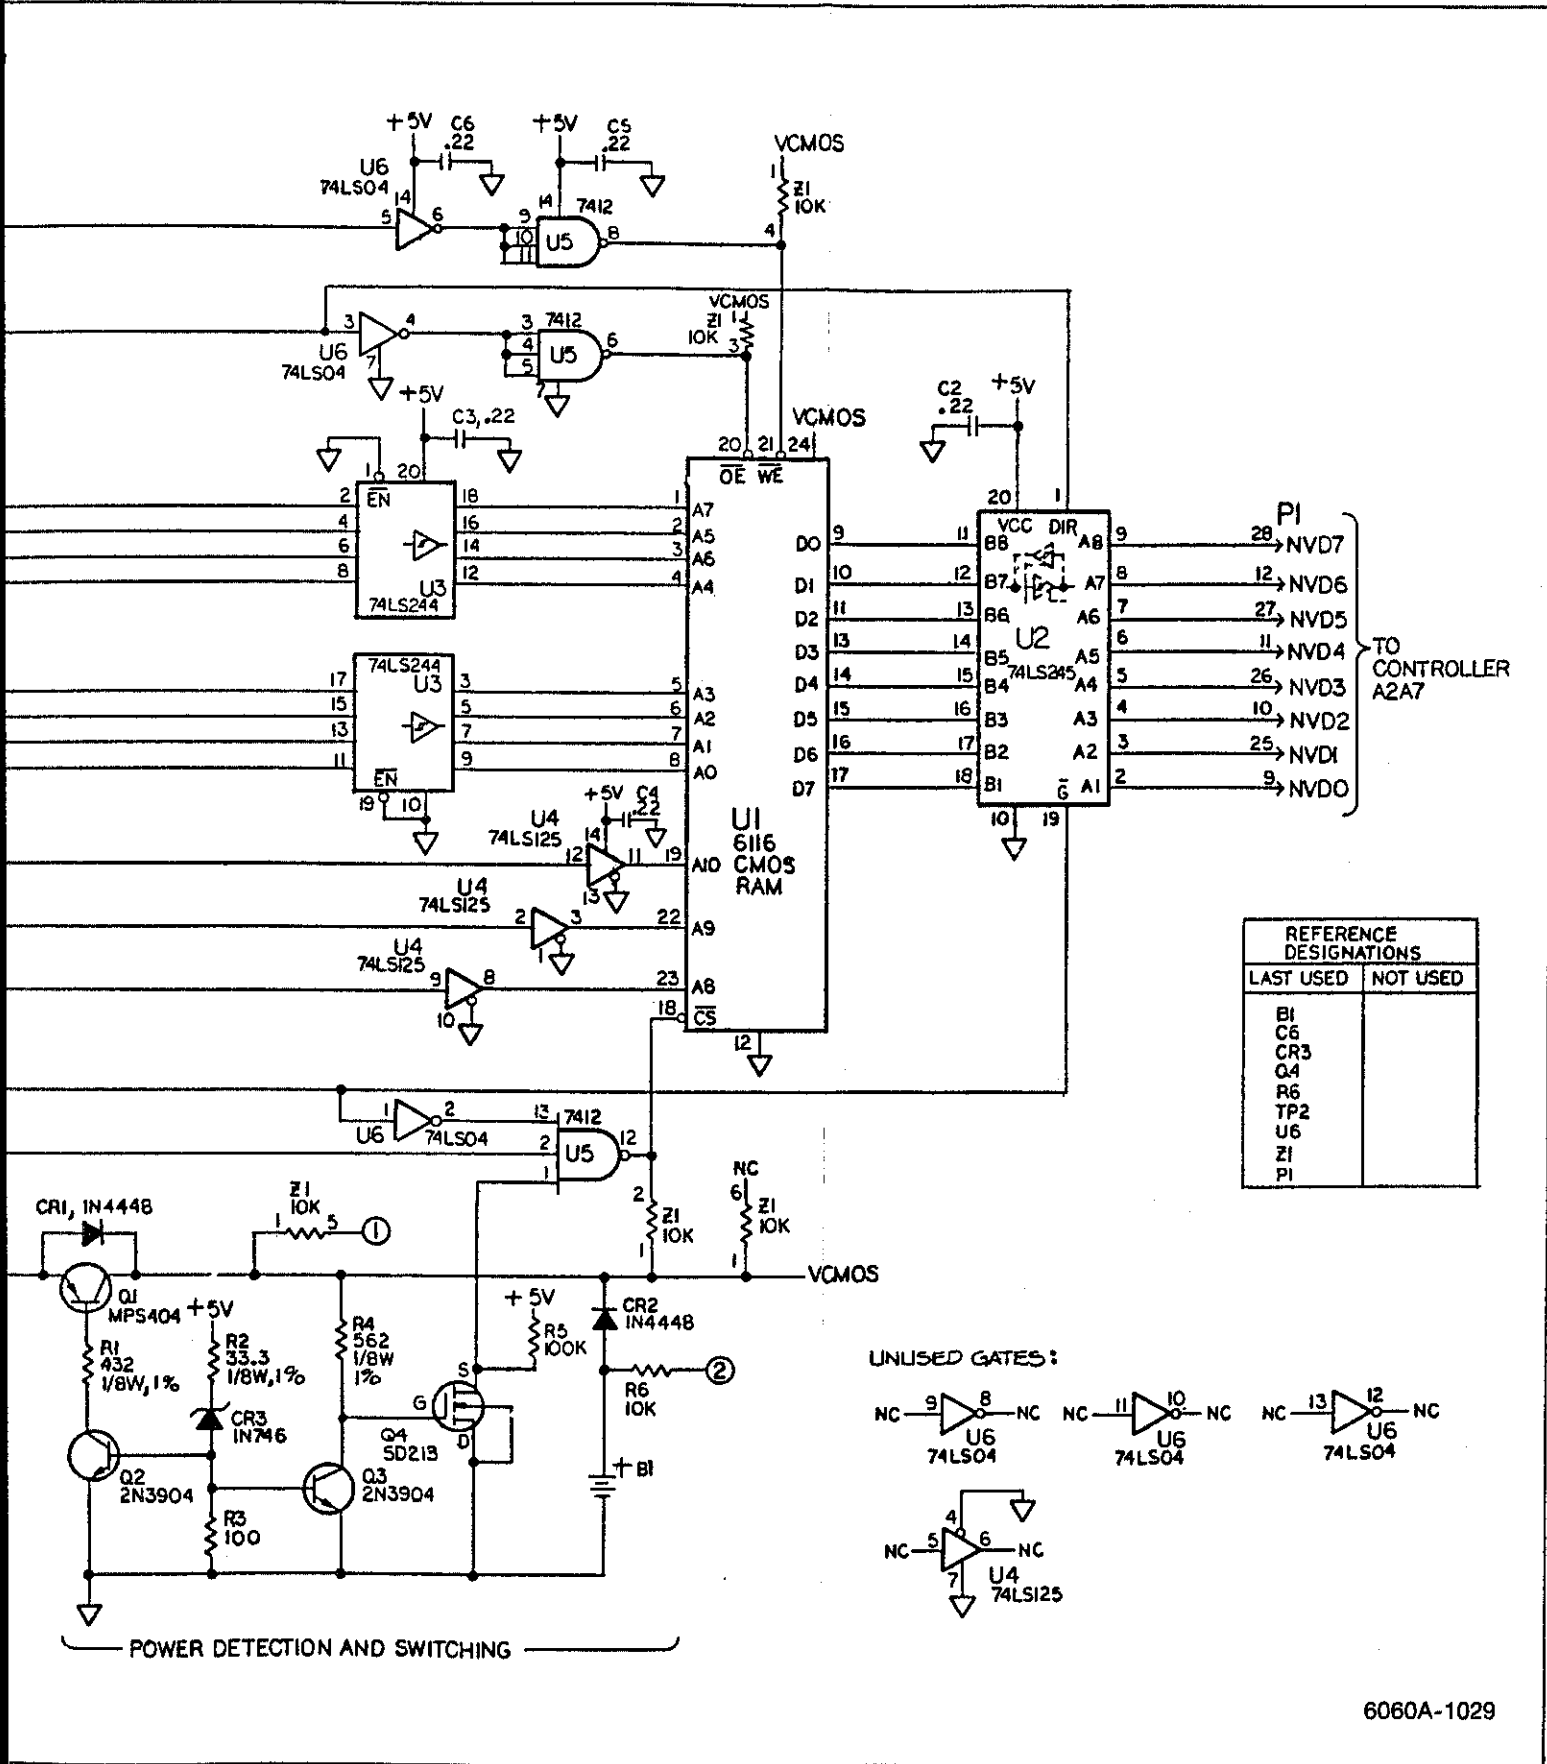 +5V C6 +5V C5
.22 .22
VCMOS
U6
74LS04
14 14 7412
1 Z1
10K
5 6 9
10 U5 8 4
11
VCMOS
3 4 3 7412 Z1 1
4 U5 6 10K 3
5
U6 7 7
74LS04
+5V
C3, .22
C2
.22
+5V
VCMOS
20 21 24
1 20
EN
OE WE
2 18 1 A7
4 16 2 A5
6 14 3 A6
8 12 4 A4
U3
74LS244
20 1
VCC DIR
P1
D0 9 11 B8 A8 9 28 NVD7
D1 10 12 B7 A7 8 12 NVD6
D2 11 13 B6 A6 7 27 NVD5
D3 13 14 B5 A5 6 11 NVD4
D4 14 15 B4 A4 5 26 NVD3
D5 15 16 B3 A3 4 10 NVD2
D6 16 17 B2 A2 3 25 NVD1
D7 17 18 B1 A1 2 9 NVD0
U2
74LS245
G
10 19
TO
CONTROLLER
A2A7
74LS244
U3
17 3 5 A3
15 5 6 A2
13 7 7 A1
11 9 8 A0
EN
19 10
U1
6116
CMOS
RAM
+5V C4
.22
U4
74LS125
14
12 11 19 A10
13
U4
74LS125
2 3 22 A9
1
U4
74LS125
9 8 23 A8
10
18 CS
12
REFERENCE
DESIGNATIONS
LAST USED NOT USED
B1
C6
CR3
Q4
R6
TP2
U6
Z1
P1
1 2 13 7412
U6 74LS04
2 U5 12
1
CR1, 1N4448
Z1
10K
1 5 1
2 Z1
10K
1
NC
6 Z1
10K
1
VCMOS
Q1
MPS404
+5V
R1
432
1/8W, 1%
R2
33.3
1/8W, 1%
R4
562
1/8W
1%
+5V
R5
100K
CR2
1N4448
R6
10K
2
S
G
D
Q4
SD213
CR3
1N746
Q2
2N3904
Q3
2N3904
R3
100
+ B1
POWER DETECTION AND SWITCHING
UNUSED GATES:
NC 9 8 NC
U6
74LS04
NC 11 10 NC
U6
74LS04
NC 13 12 NC
U6
74LS04
4
NC 5 6 NC
7 U4
74LS125
6060A-1029